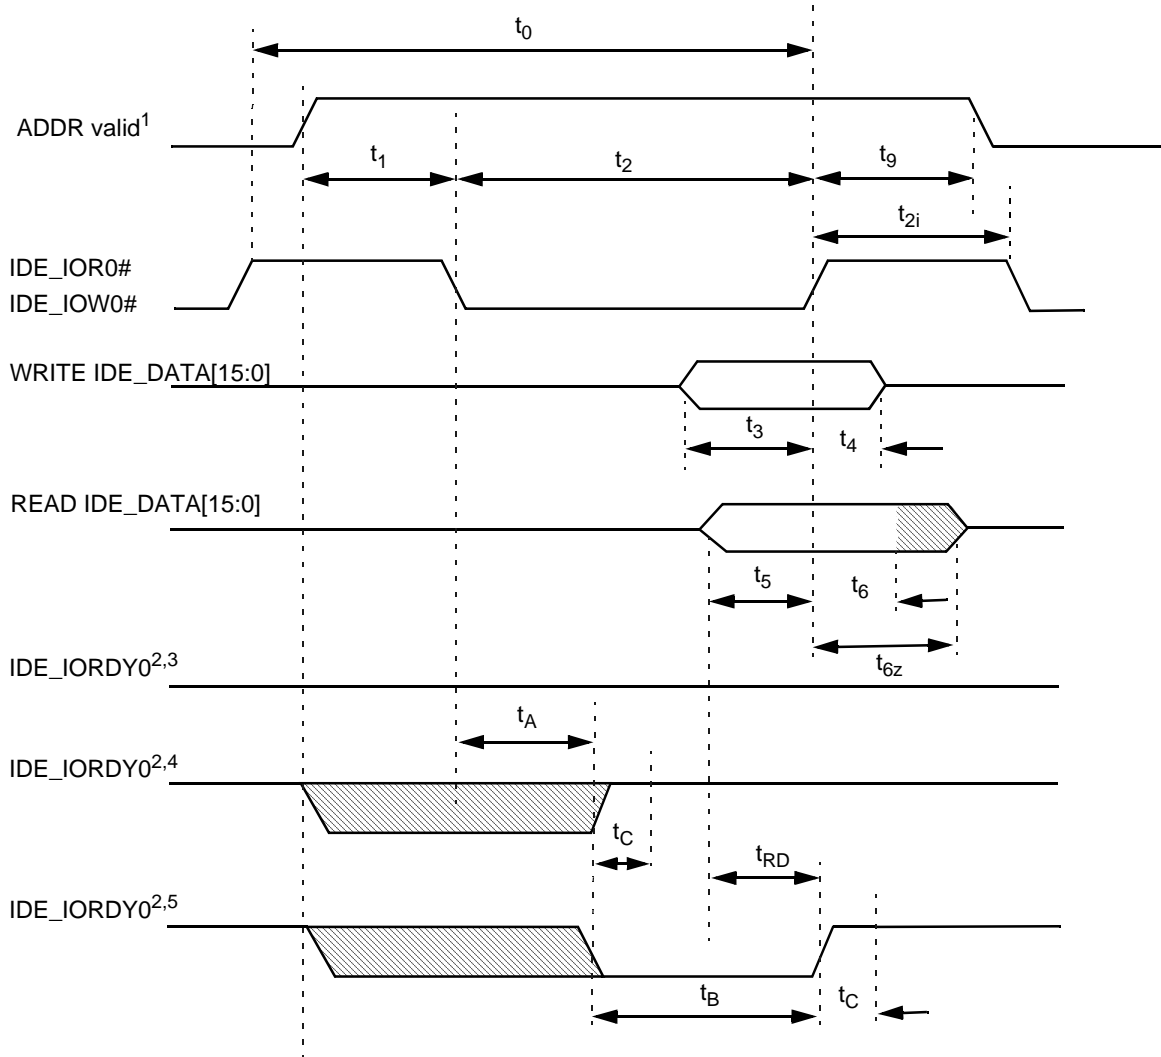 t0
ADDR valid1
t1
t2
t9
t2i
IDE_IOR0#
IDE_IOW0#
WRITE IDE_DATA[15:0]
t3
t4
READ IDE_DATA[15:0]
t5
t6
t6z
IDE_IORDY02,3
tA
IDE_IORDY02,4
tC
tRD
IDE_IORDY02,5
tB
tC